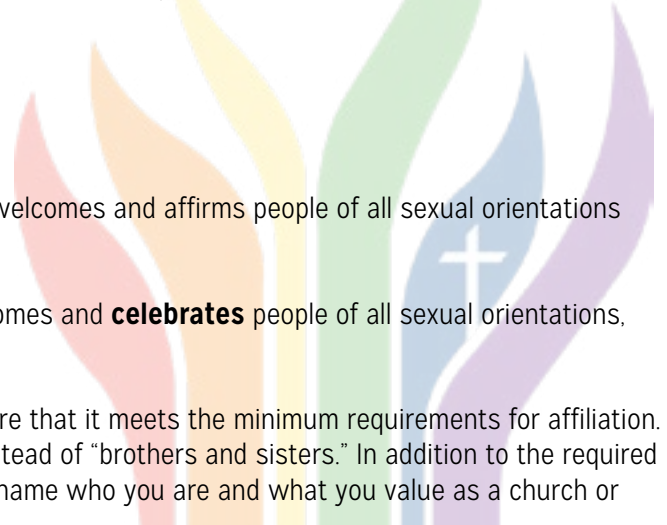 welcomes and affirms people of all sexual orientations
comes and celebrates people of all sexual orientations,
re that it meets the minimum requirements for affiliation.
tead of “brothers and sisters.” In addition to the required
name who you are and what you value as a church or